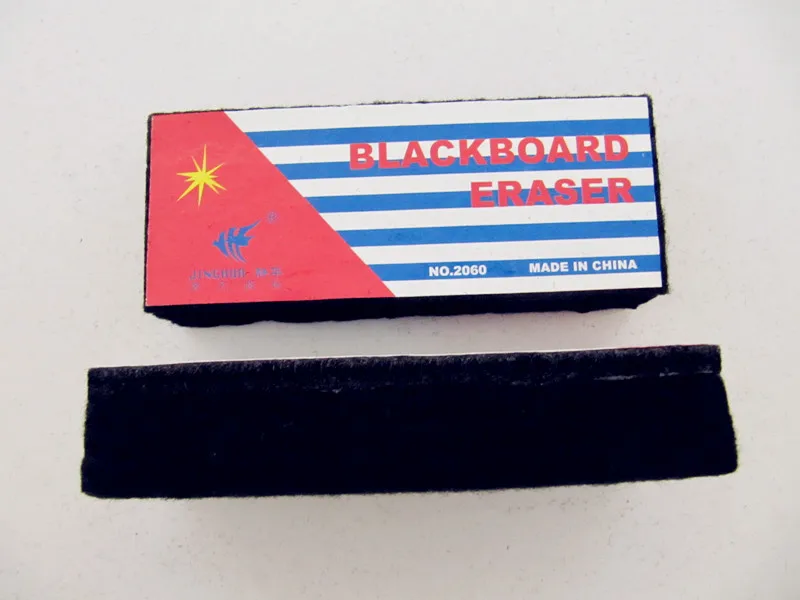 BLACKBOARD
ERASER
®
NO.2060 MADE IN CHINA